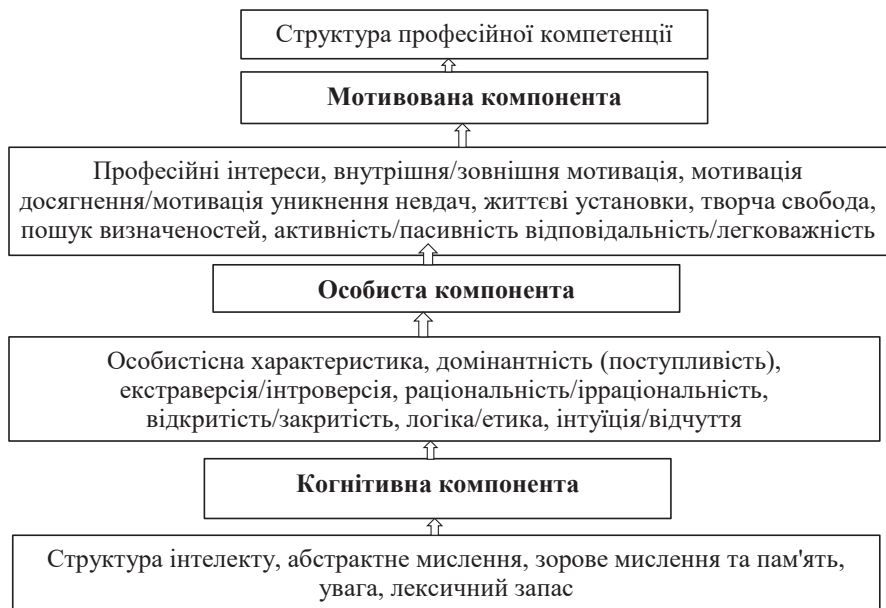 Структура професійної компетенції
Мотивована компонента
Професійні інтереси, внутрішня/зовнішня мотивація, мотивація
досягнення/мотивація уникнення невдач, життєві установки, творча свобода,
пошук визначеностей, активність/пасивність відповідальність/легковажність
Особиста компонента
Особистісна характеристика, домінантність (поступливість),
екстраверсія/інтроверсія, раціональність/ірраціональність,
відкритість/закритість, логіка/етика, інтуїція/відчуття
Когнітивна компонента
Структура інтелекту, абстрактне мислення, зорове мислення та пам'ять,
увага, лексичний запас